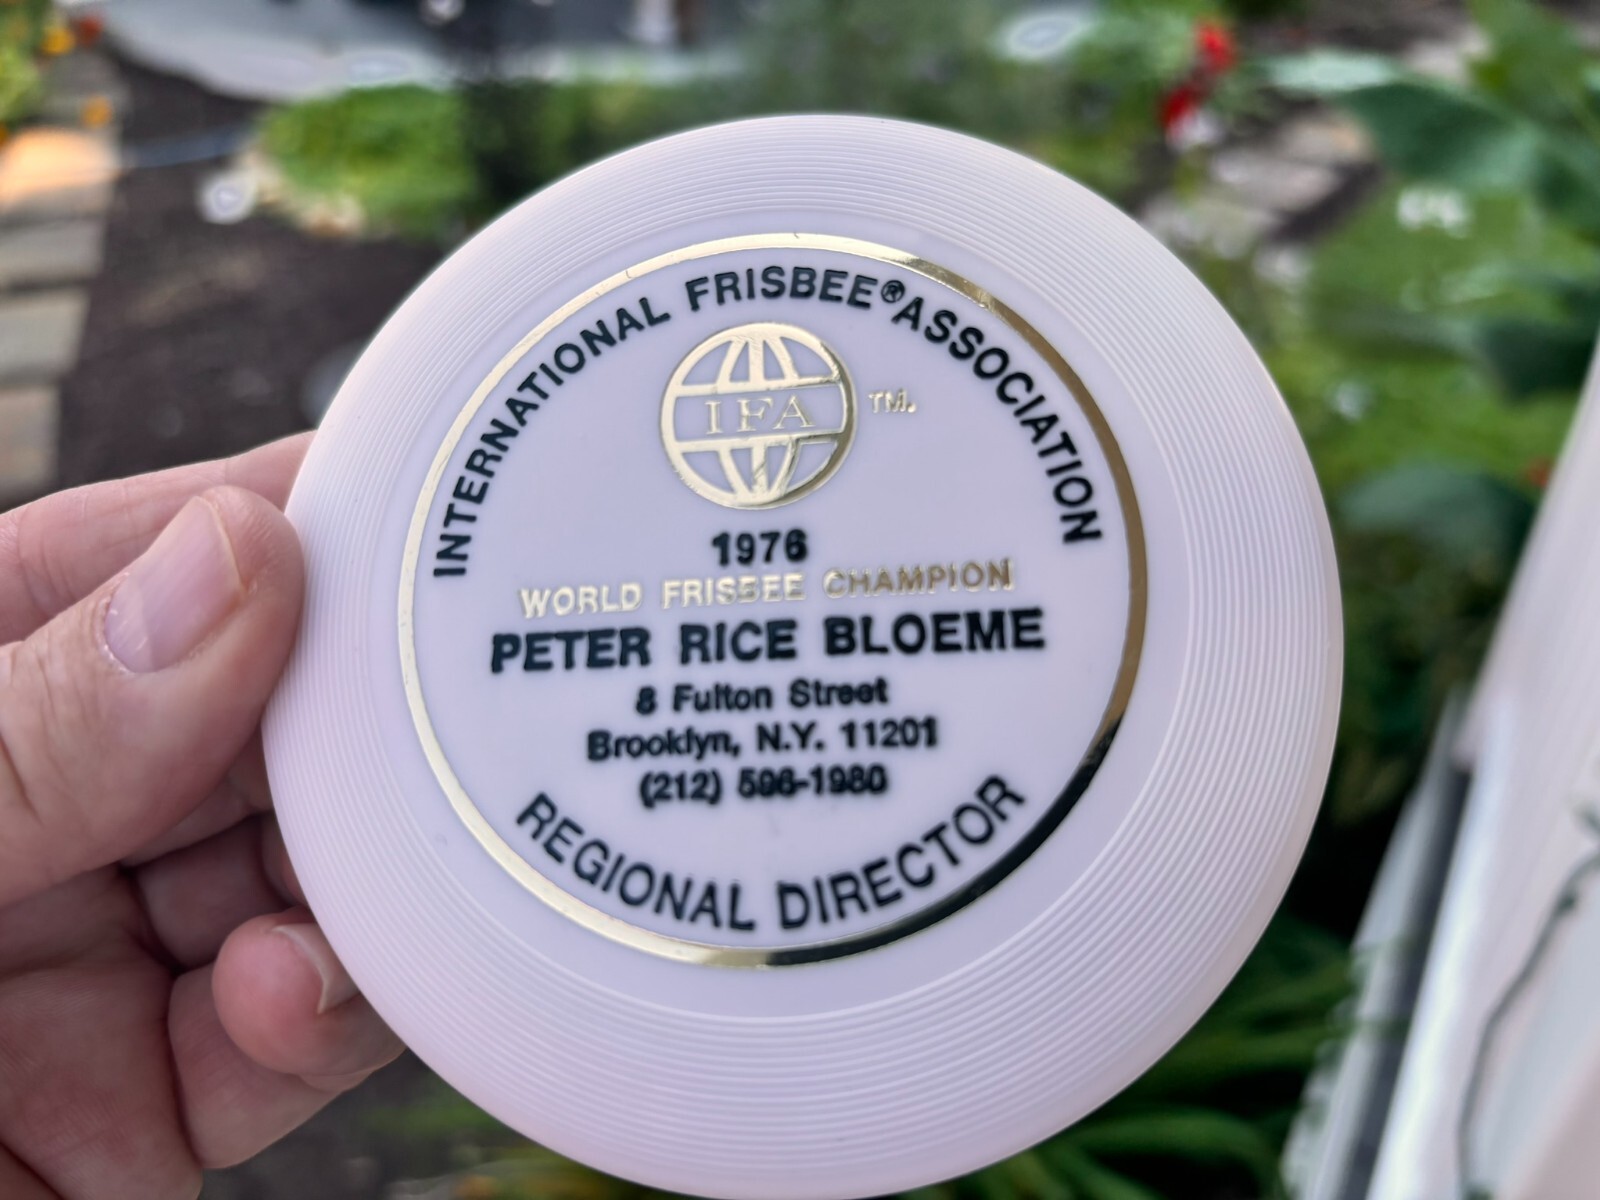 INTERNATIONAL FRISBEE® ASSOCIATION
IFA TM.
1976
WORLD FRISBEE CHAMPION
PETER RICE BLOEME
8 Fulton Street
Brooklyn, N.Y. 11201
(212) 596-1980
REGIONAL DIRECTOR